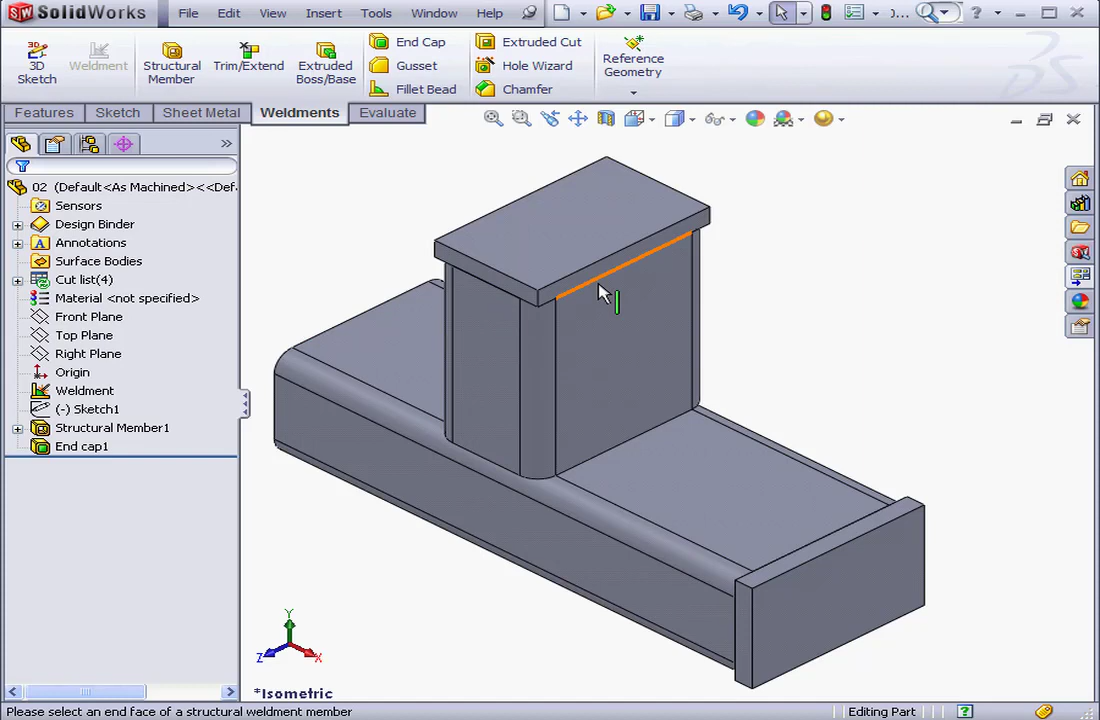 SolidWorks File Edit View Insert Tools Window Help )... ?
3D Sketch Weldment Structural Member Trim/Extend Extruded Boss/Base End Cap Gusset Fillet Bead Extruded Cut Hole Wizard Chamfer Reference Geometry
Features Sketch Sheet Metal Weldments Evaluate
02 (Default<As Machined><<Def
Sensors
Design Binder
A Annotations
Surface Bodies
Cut list(4)
Material <not specified>
Front Plane
Top Plane
Right Plane
Origin
Weldment
(-) Sketch1
Structural Member1
End cap1
Y
Z X
*Isometric
Please select an end face of a structural weldment member Editing Part ?